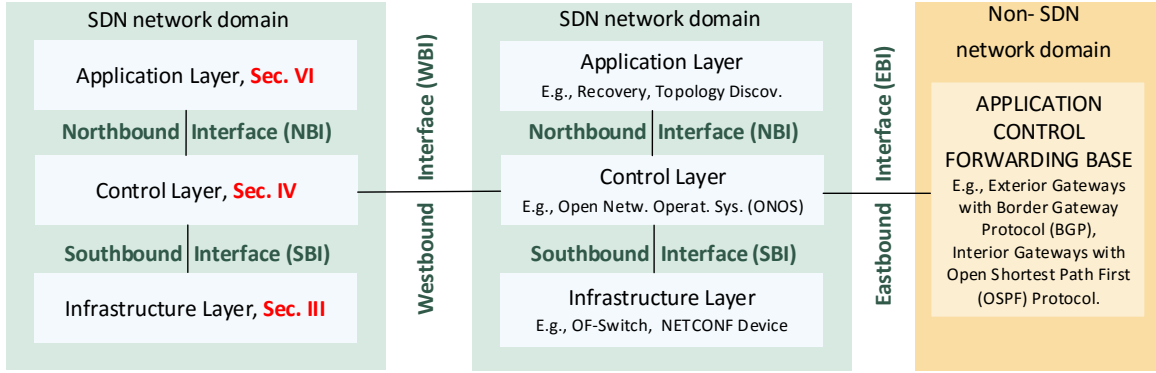 SDN network domain
Application Layer, Sec. VI
Northbound Interface (NBI)
Control Layer, Sec. IV
Southbound Interface (SBI)
Infrastructure Layer, Sec. III
Westbound Interface (WBI)
SDN network domain
Application Layer
E.g., Recovery, Topology Discov.
Northbound Interface (NBI)
Control Layer
E.g., Open Netw. Operat. Sys. (ONOS)
Southbound Interface (SBI)
Infrastructure Layer
E.g., OF-Switch, NETCONF Device
Eastbound Interface (EBI)
Non- SDN
network domain
APPLICATION
CONTROL
FORWARDING BASE
E.g., Exterior Gateways
with Border Gateway
Protocol (BGP),
Interior Gateways with
Open Shortest Path First
(OSPF) Protocol.